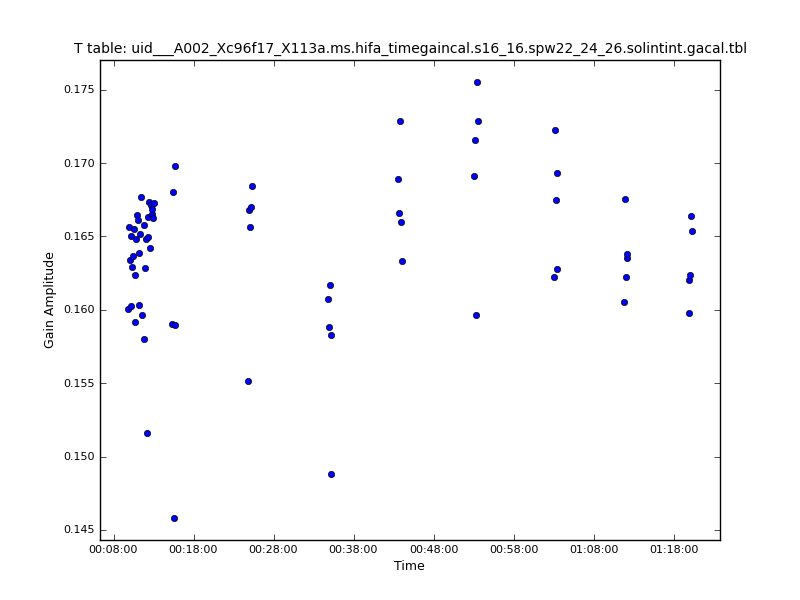 T table: uid___A002_Xc96f17_X113a.ms.hifa_timegaincal.s16_16.spw22_24_26.solintint.gacal.tbl
0.175
0.170
0.165
0.160
0.155
0.150
0.145
Gain Amplitude
00:08:00 00:18:00 00:28:00 00:38:00 00:48:00 00:58:00 01:08:00 01:18:00
Time